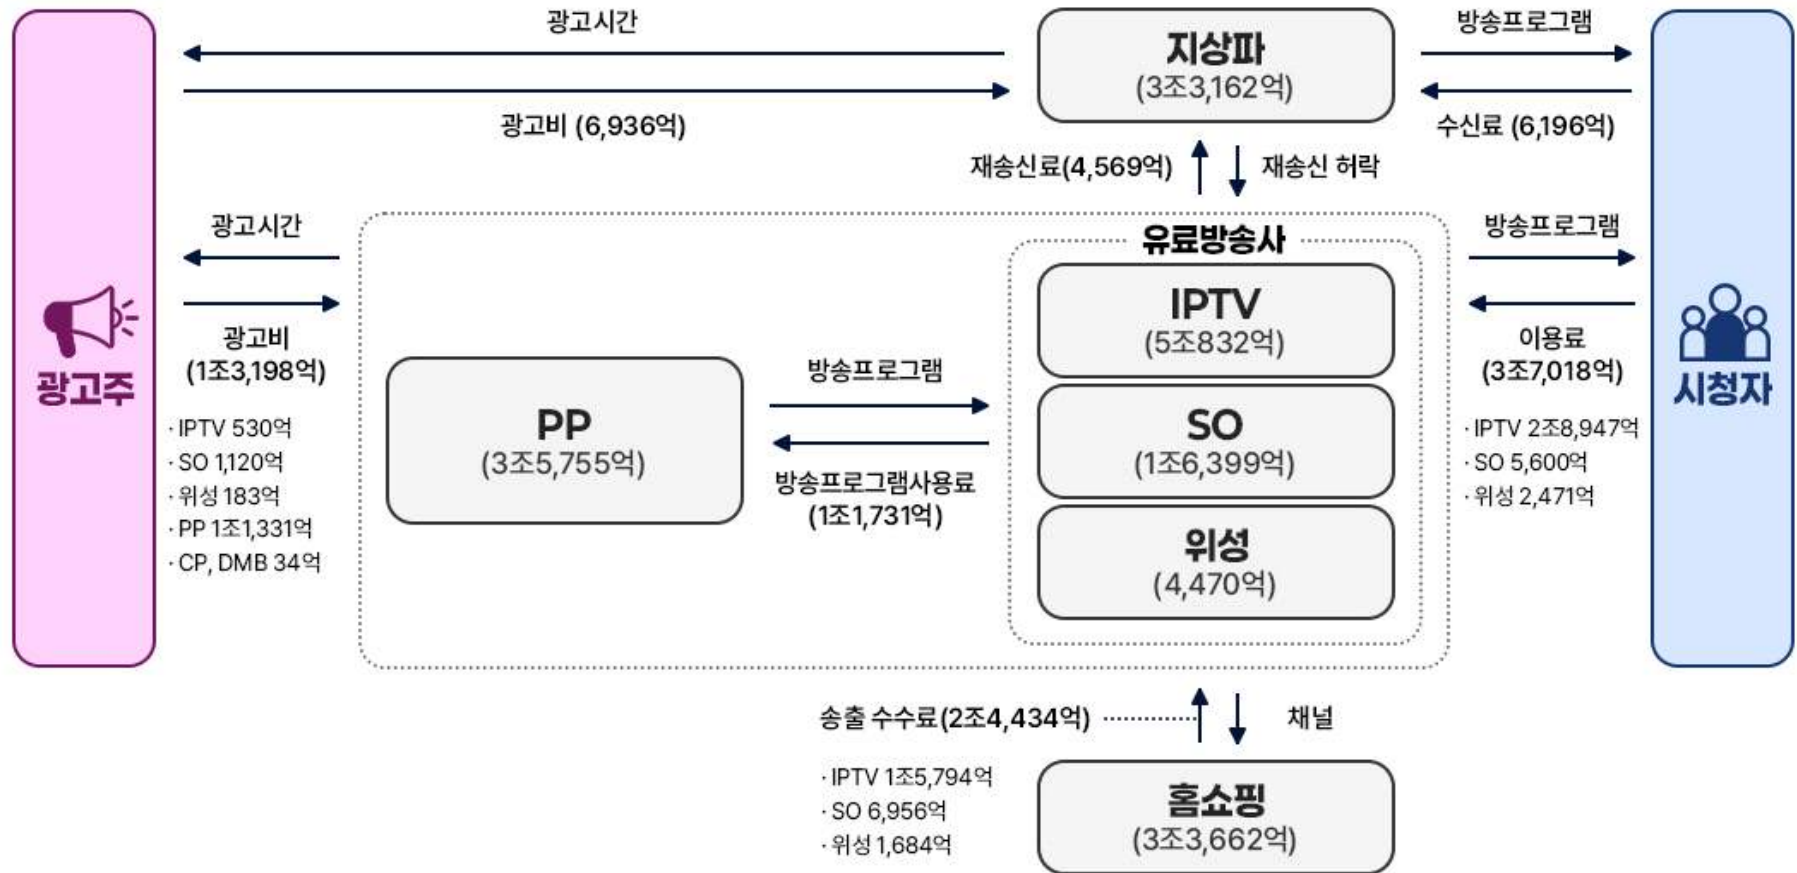 광고시간
지상파
(3조3,162억)
방송프로그램
광고비 (6,936억)
수신료 (6,196억)
재송신료(4,569억)
재송신 허락
광고시간
유료방송사
방송프로그램
광고주
광고비
(1조3,198억)
· IPTV 530억
· SO 1,120억
· 위성 183억
· PP 1조1,331억
· CP, DMB 34억
PP
(3조5,755억)
방송프로그램
방송프로그램사용료
(1조1,731억)
IPTV
(5조832억)
SO
(1조6,399억)
위성
(4,470억)
이용료
(3조7,018억)
· IPTV 2조8,947억
· SO 5,600억
· 위성 2,471억
시청자
송출 수수료(2조4,434억)
채널
· IPTV 1조5,794억
· SO 6,956억
· 위성 1,684억
홈쇼핑
(3조3,662억)